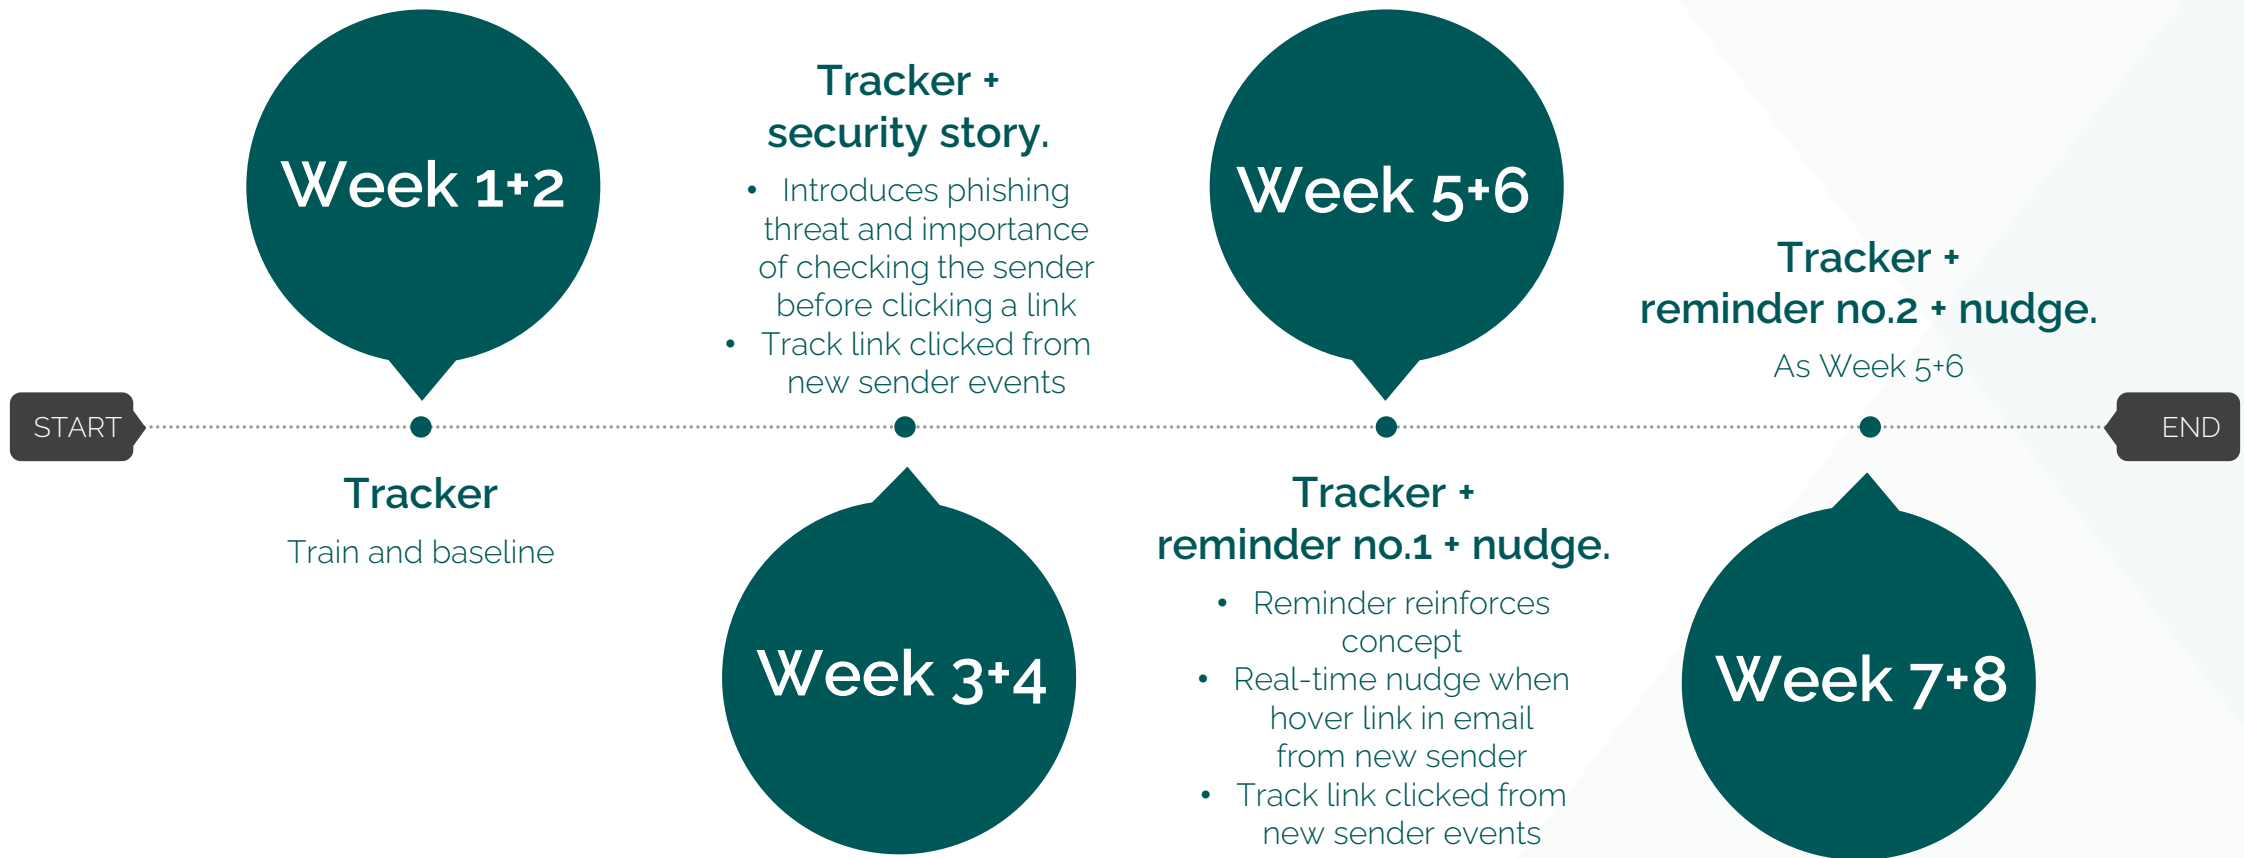 START
Week 1+2
Tracker
Train and baseline
Tracker +
security story.
• Introduces phishing
threat and importance
of checking the sender
before clicking a link
• Track link clicked from
new sender events
Week 3+4
Week 5+6
Tracker +
reminder no.1 + nudge.
• Reminder reinforces
concept
• Real-time nudge when
hover link in email
from new sender
• Track link clicked from
new sender events
Tracker +
reminder no.2 + nudge.
As Week 5+6
Week 7+8
END